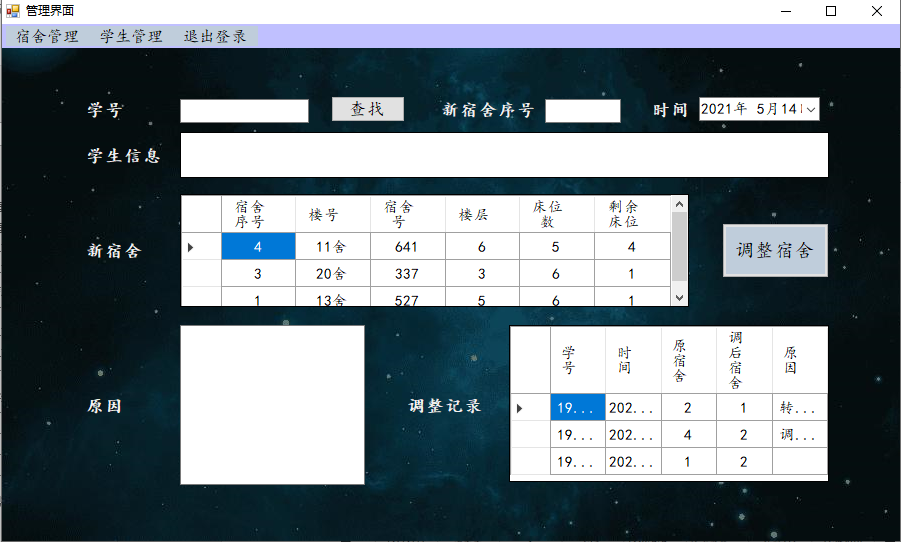 管理界面
宿舍管理 学生管理 退出登录
学号 查找 新宿舍序号 时间 2021年 5月14
学生信息
宿舍序号 楼号 宿舍号 楼层 床位数 剩余床位
4 11舍 641 6 5 4
3 20舍 337 3 6 1
1 13舍 527 5 6 1
新宿舍
调整宿舍
学号 时间 原宿舍 调后宿舍 原因
19... 202... 2 1 转...
19... 202... 4 2 调...
19... 202... 1 2
原因
调整记录